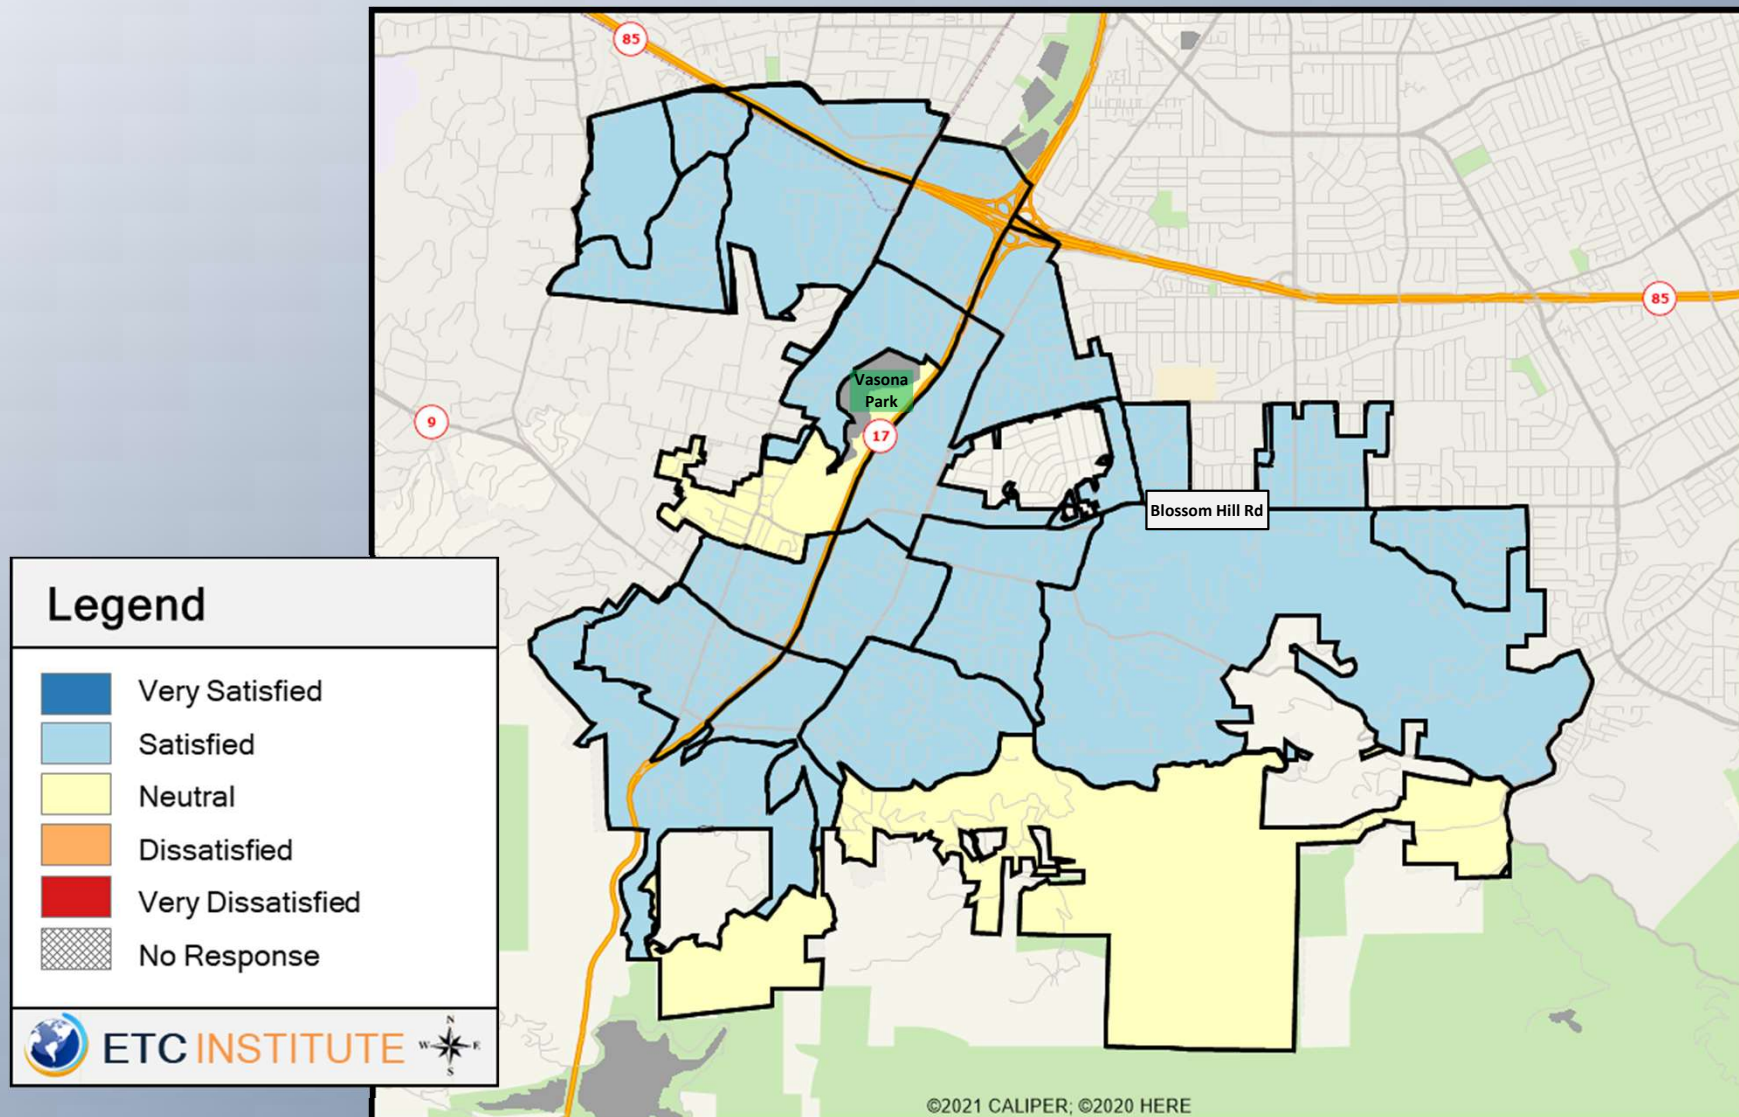 85
85
Vasona
Park
9
17
Blossom Hill Rd
Legend
Very Satisfied
Satisfied
Neutral
Dissatisfied
Very Dissatisfied
No Response
ETC INSTITUTE
N
W E
S
©2021 CALIPER; ©2020 HERE